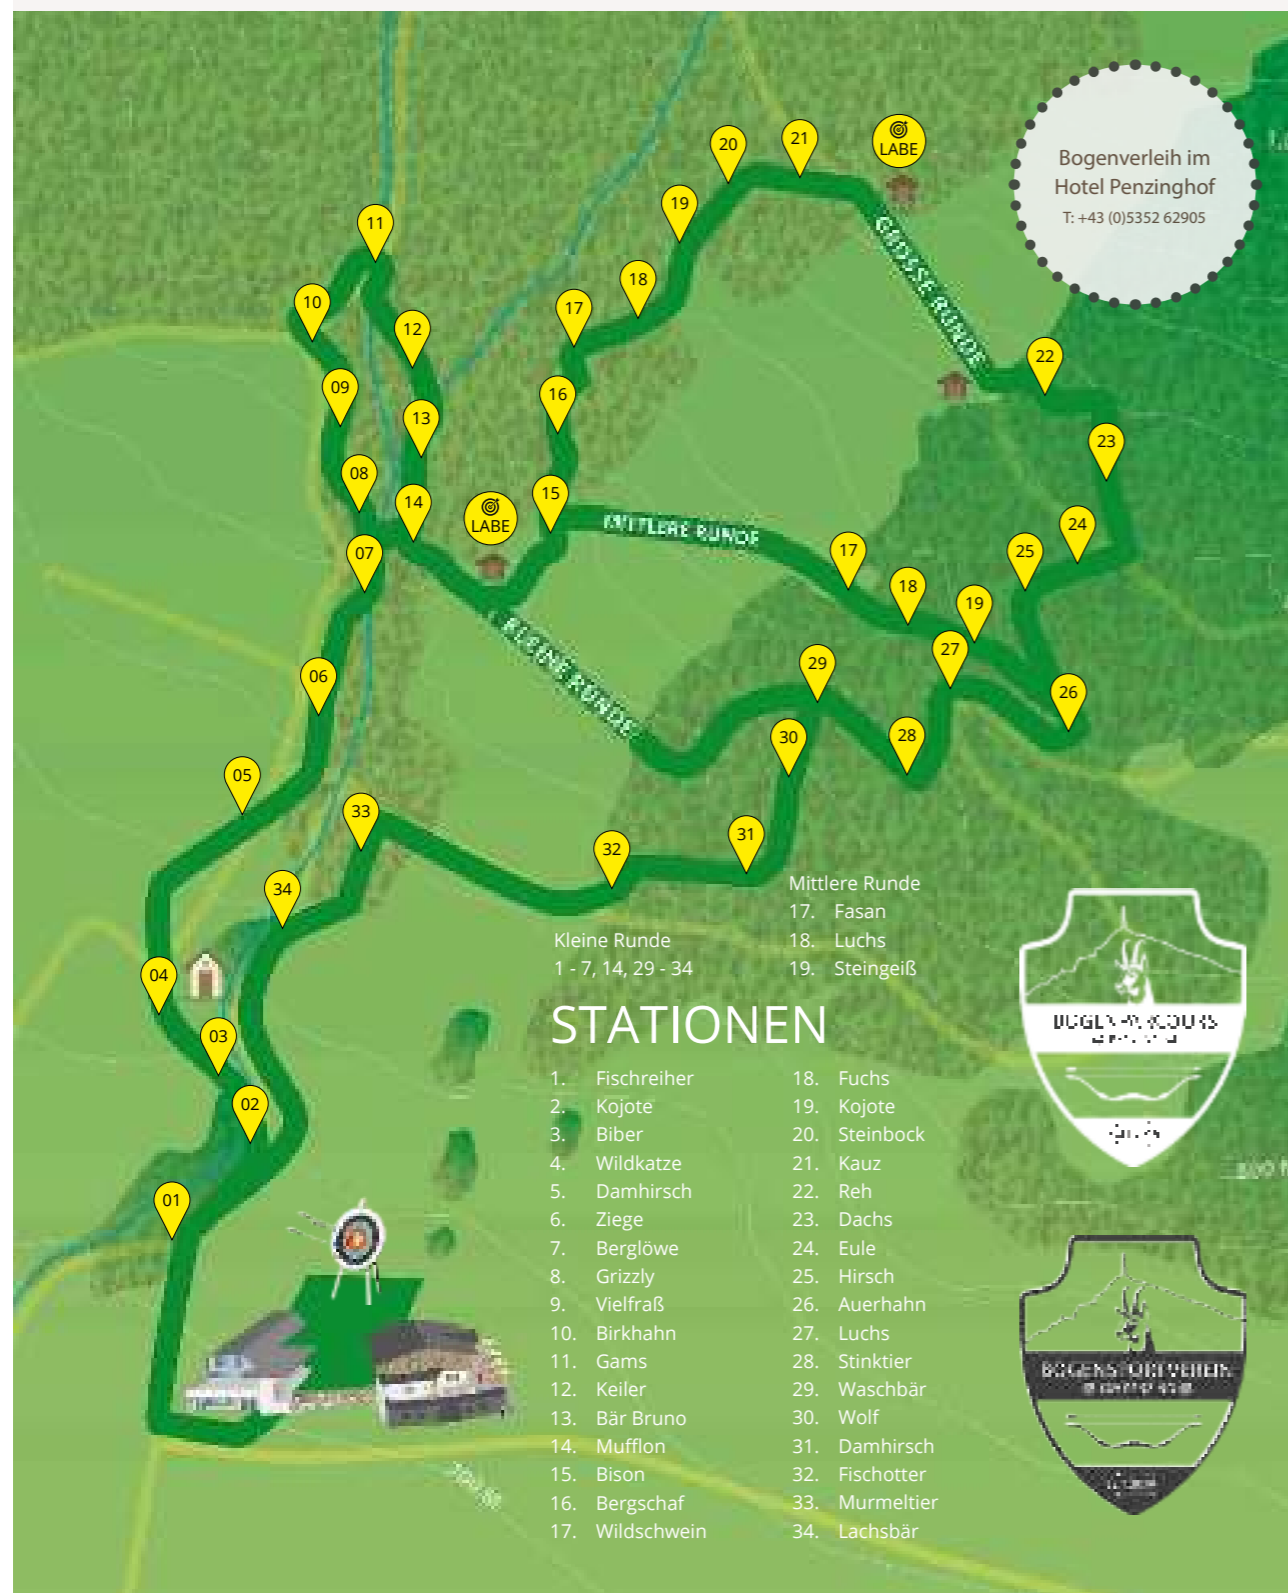 20
21
LABE
Bogenverleih im
Hotel Penzinghof
T: +43 (0)5352 62905
19
11
GROSSE RUNDE
18
10
17
12
22
09
16
13
23
08
15
14
LABE
MITTLERE RUNDE
24
07
17
25
18
19
KLEINE RUNDE
27
29
06
26
30
28
05
33
31
32
34
04
03
02
01
Mittlere Runde
17. Fasan
18. Luchs
19. Steingeiß
Kleine Runde
1 - 7, 14, 29 - 34
STATIONEN
1. Fischreiher
2. Kojote
3. Biber
4. Wildkatze
5. Damhirsch
6. Ziege
7. Berglöwe
8. Grizzly
9. Vielfraß
10. Birkhahn
11. Gams
12. Keiler
13. Bär Bruno
14. Mufflon
15. Bison
16. Bergschaf
17. Wildschwein
18. Fuchs
19. Kojote
20. Steinbock
21. Kauz
22. Reh
23. Dachs
24. Eule
25. Hirsch
26. Auerhahn
27. Luchs
28. Stinktier
29. Waschbär
30. Wolf
31. Damhirsch
32. Fischotter
33. Murmeltier
34. Lachsbär
BOGENPARCOURS
BOGENSPORTVEREIN